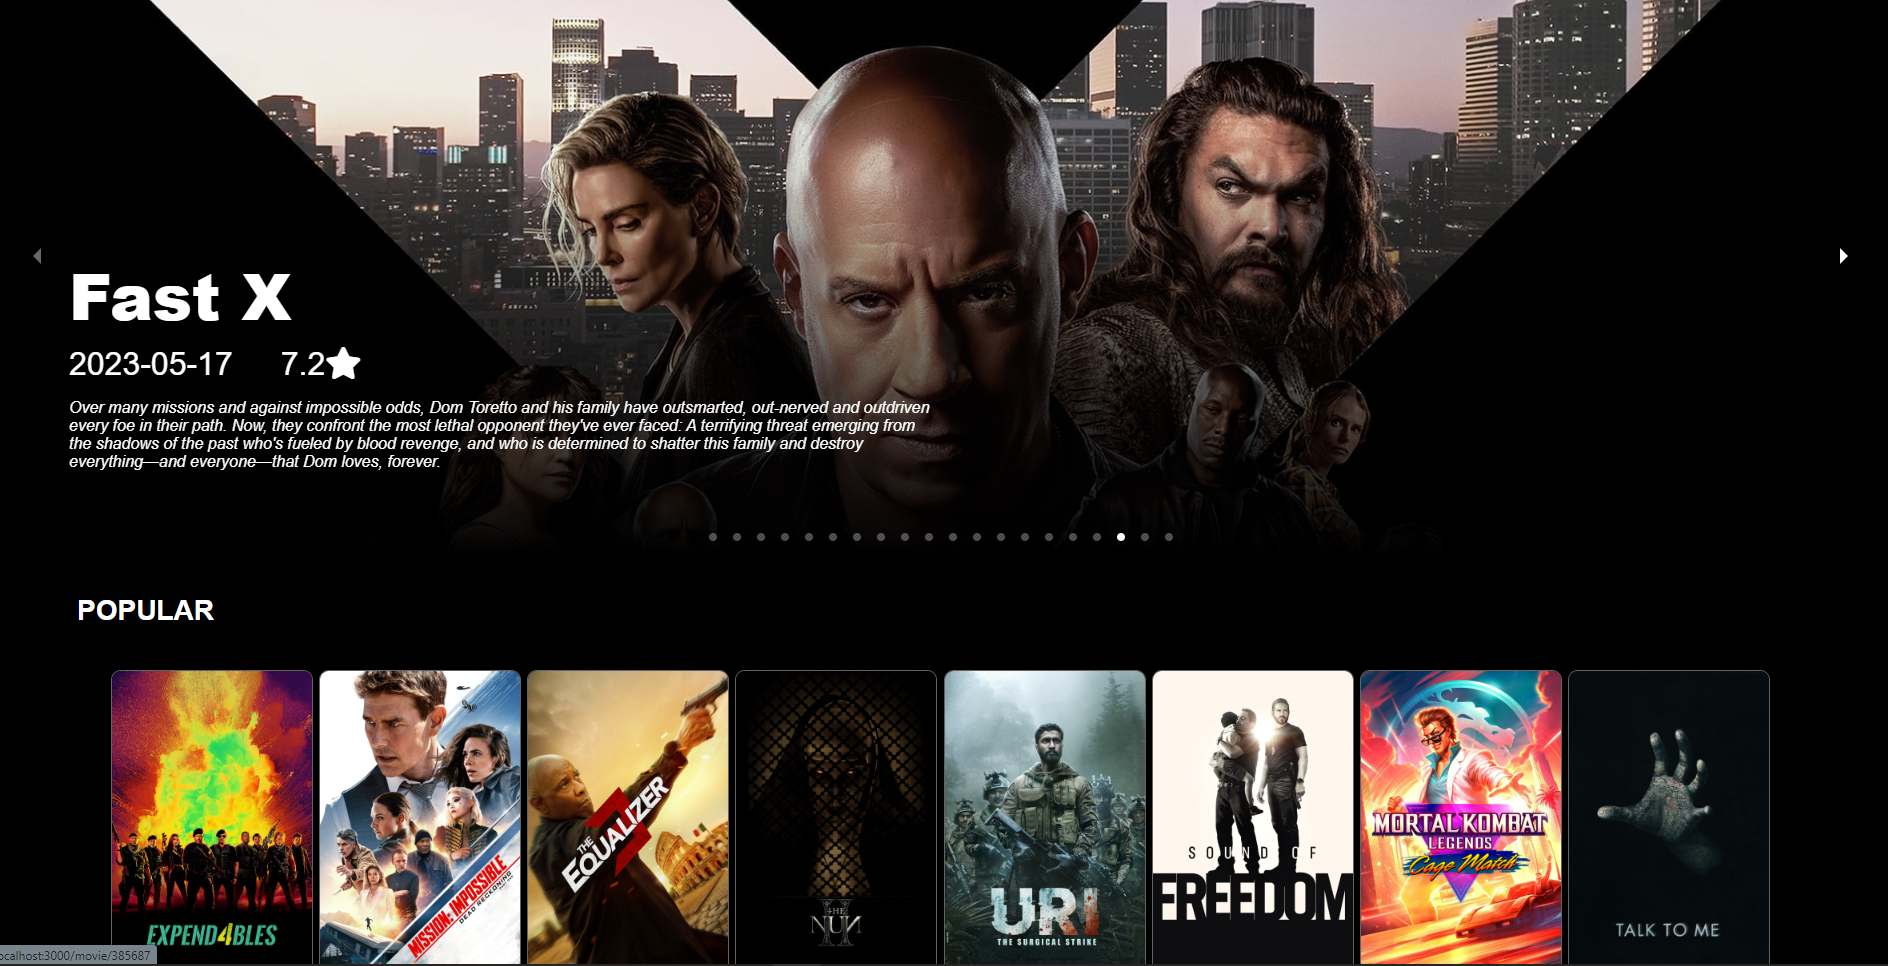 Fast X
2023-05-17 7.2
Over many missions and against impossible odds, Dom Toretto and his family have outsmarted, out-nerved and outdriven
every foe in their path. Now, they confront the most lethal opponent they've ever faced: A terrifying threat emerging from
the shadows of the past who's fueled by blood revenge, and who is determined to shatter this family and destroy
everything—and everyone—that Dom loves, forever.
POPULAR
EXPEND4BLES
MISSION: IMPOSSIBLE
DEAD RECKONING
THE
EQUALIZER
3
THE
NUN
II
URI
THE SURGICAL STRIKE
SOUND OF
FREEDOM
MORTAL KOMBAT
LEGENDS
Cage Match
TALK TO ME
ocalhost:3000/movie/385687